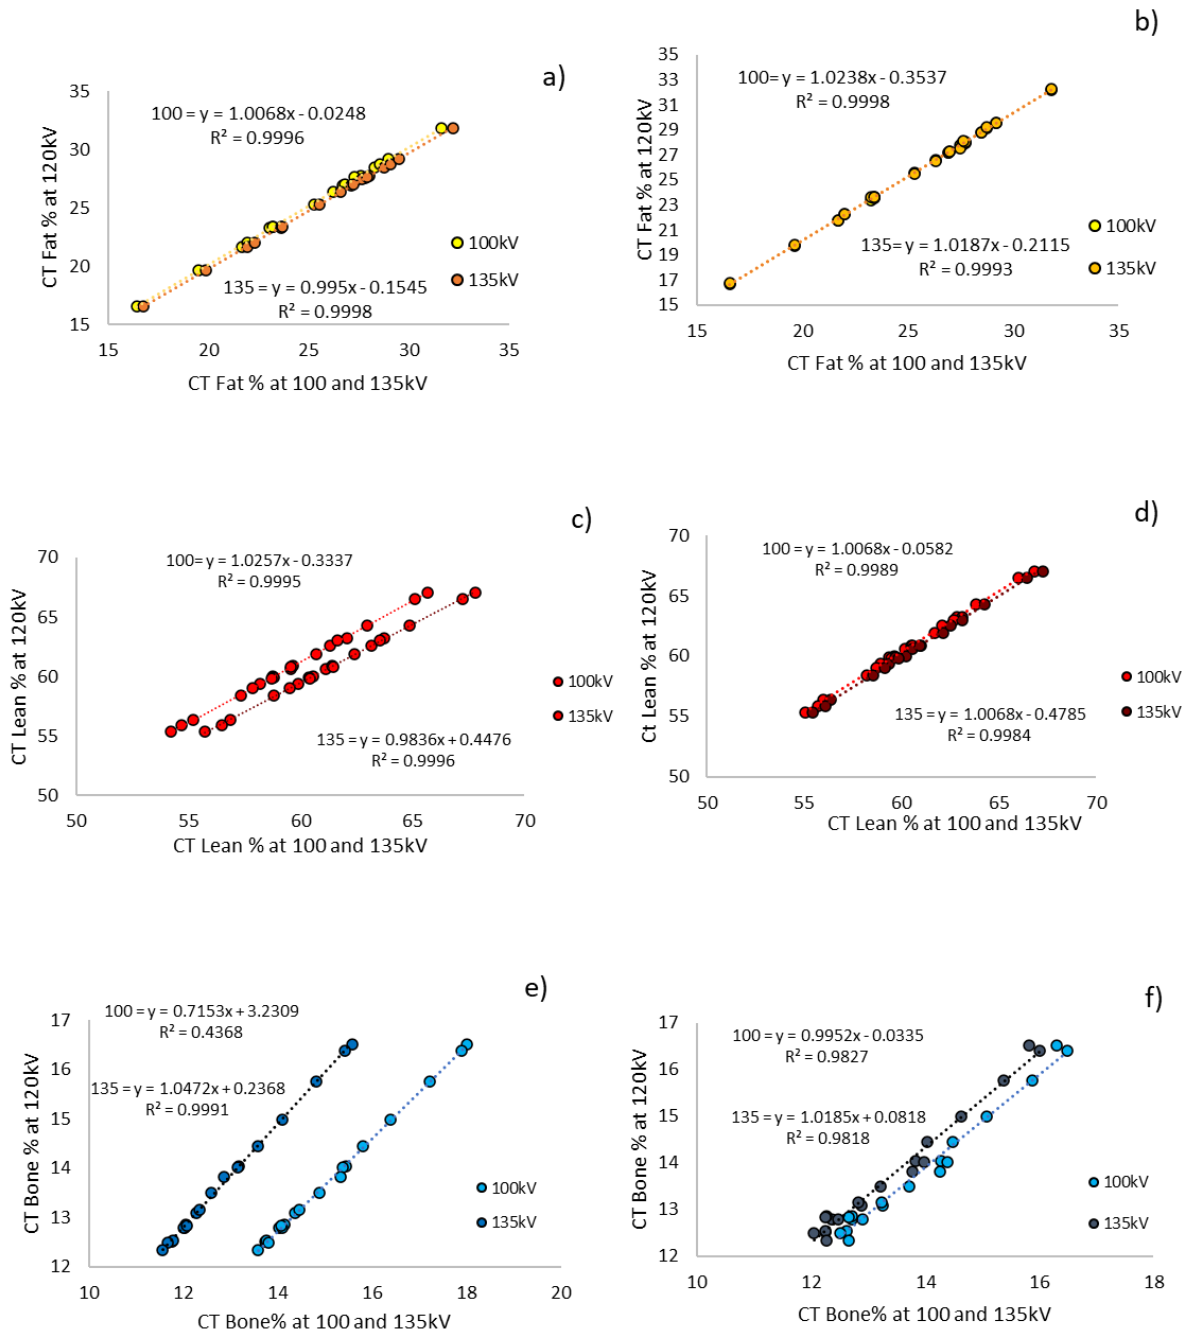 a)
100= y = 1.0068x - 0.0248
R² = 0.9996
35
30
25
20
15
CT Fat % at 120kV
100kV
135kV
135 = y = 0.995x - 0.1545
R² = 0.9998
15 20 25 30 35
CT Fat % at 100 and 135kV
b)
100= y = 1.0238x - 0.3537
R² = 0.9998
35
33
31
29
27
25
23
21
19
17
15
CT Fat % at 120kV
100kV
135kV
135= y = 1.0187x - 0.2115
R² = 0.9993
15 20 25 30 35
CT Fat % at 100 and 135kV
c)
100= y = 1.0257x - 0.3337
R² = 0.9995
70
65
60
55
50
CT Lean % at 120kV
100kV
135kV
135 = y = 0.9836x + 0.4476
R² = 0.9996
50 55 60 65 70
CT Lean % at 100 and 135kV
d)
100= y = 1.0068x - 0.0582
R² = 0.9989
70
65
60
55
50
Ct Lean % at 120kV
100kV
135kV
135 = y = 1.0068x - 0.4785
R² = 0.9984
50 55 60 65 70
CT Lean % at 100 and 135kV
e)
100 = y = 0.7153x + 3.2309
R² = 0.4368
135 = y = 1.0472x + 0.2368
R² = 0.9991
17
16
15
14
13
12
CT Bone % at 120kV
100kV
135kV
10 12 14 16 18 20
CT Bone% at 100 and 135kV
f)
100 = y = 0.9952x - 0.0335
R² = 0.9827
135 = y = 1.0185x + 0.0818
R² = 0.9818
17
16
15
14
13
12
CT Bone % at 120kV
100kV
135kV
10 12 14 16 18
CT Bone% at 100 and 135kV